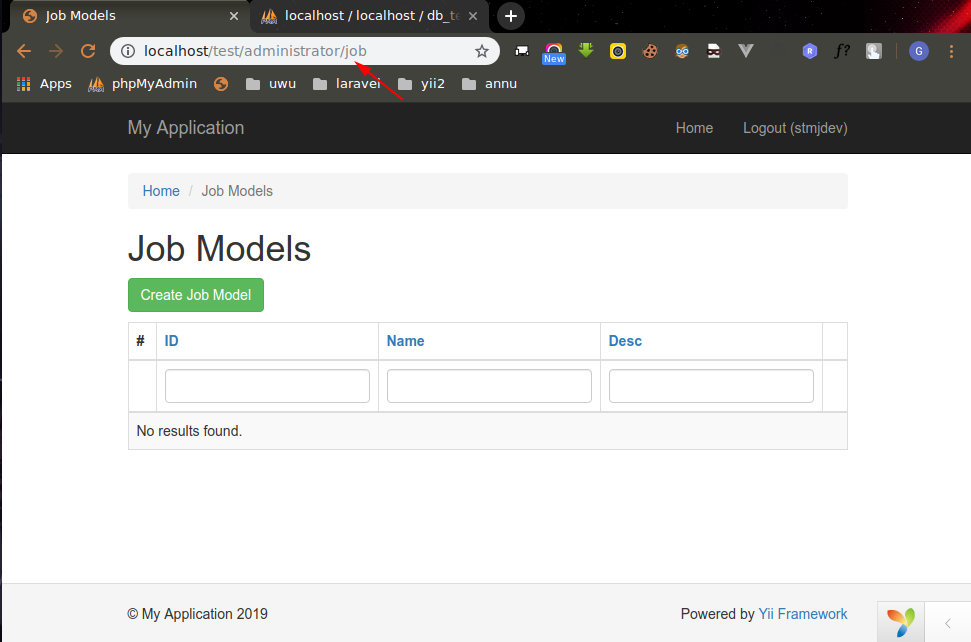 Job Models
localhost / localhost / db_te
localhost/test/administrator/job
New
R
f?
G
Apps
phpMyAdmin
uwu
laravel
yii2
annu
My Application
Home
Logout (stmjdev)
Home / Job Models
Job Models
Create Job Model
# ID Name Desc
No results found.
© My Application 2019
Powered by Yii Framework